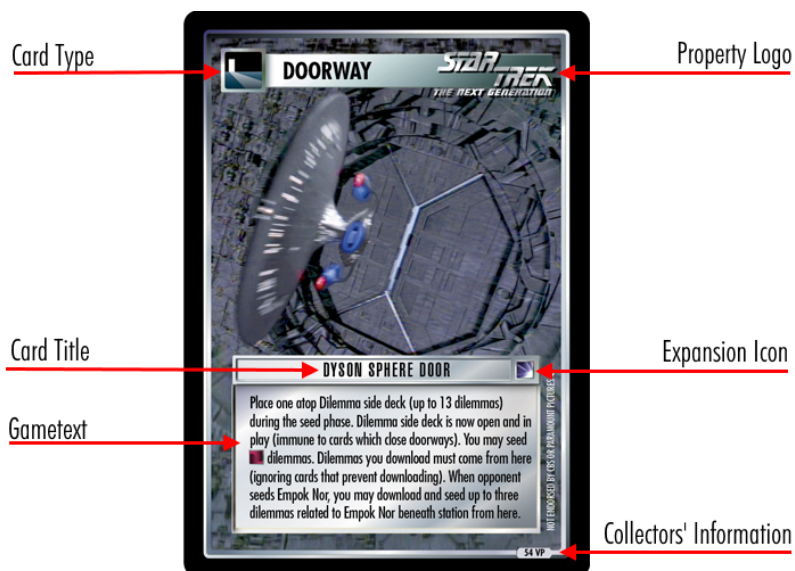 Card Type
DOORWAY
STAR TREK
THE NEXT GENERATION
Property Logo
Card Title
DYSON SPHERE DOOR
Expansion Icon
Gametext
Place one atop Dilemma side deck (up to 13 dilemmas)
during the seed phase. Dilemma side deck is now open and in
play (immune to cards which close doorways). You may seed
dilemmas. Dilemmas you download must come from here
(ignoring cards that prevent downloading). When opponent
seeds Empok Nor, you may download and seed up to three
dilemmas related to Empok Nor beneath station from here.
NOT ENDORSED BY CBS OR PARAMOUNT PICTURES
Collectors' Information
54 VP